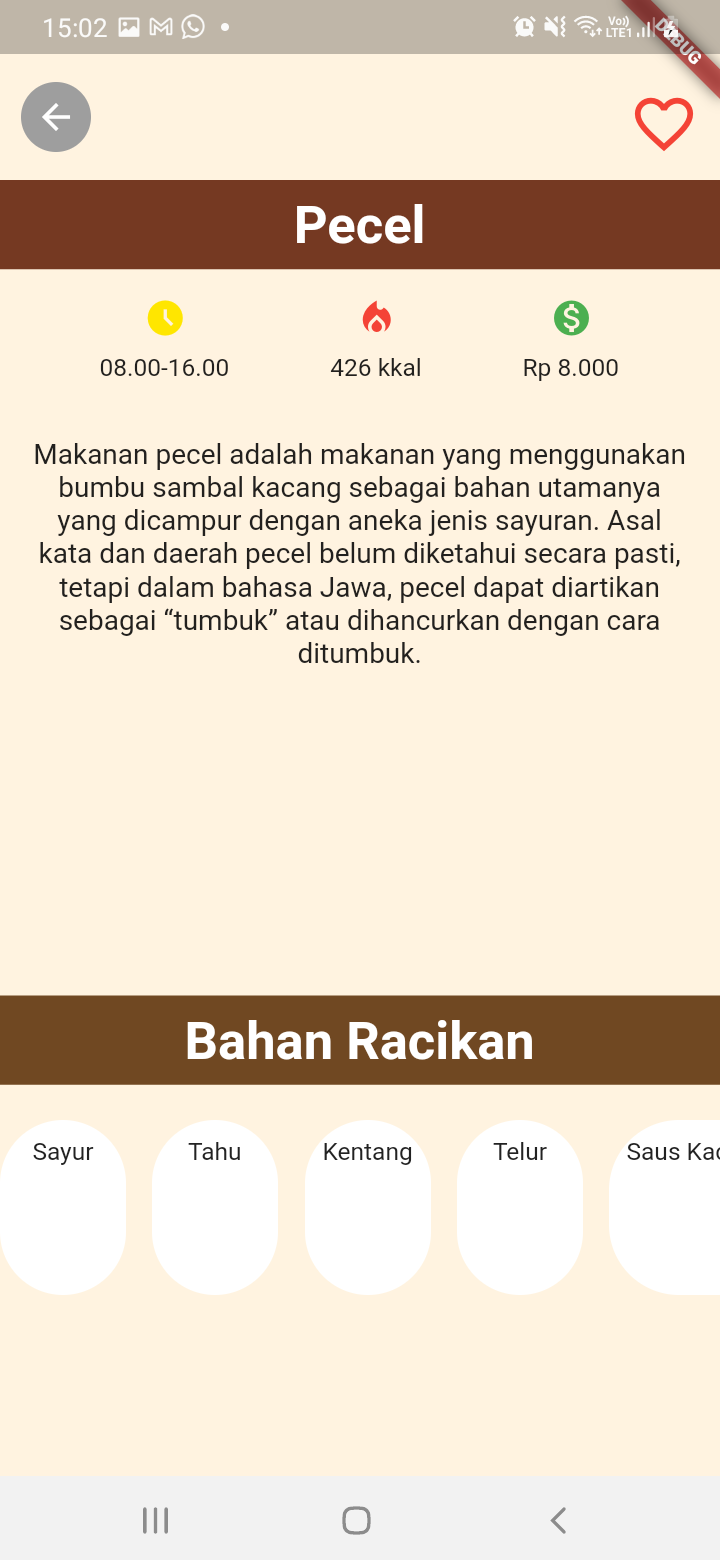 15:02
Vo))
LTE1
DEBUG
Pecel
08.00-16.00
426 kkal
Rp 8.000
Makanan pecel adalah makanan yang menggunakan
bumbu sambal kacang sebagai bahan utamanya
yang dicampur dengan aneka jenis sayuran. Asal
kata dan daerah pecel belum diketahui secara pasti,
tetapi dalam bahasa Jawa, pecel dapat diartikan
sebagai “tumbuk” atau dihancurkan dengan cara
ditumbuk.
Bahan Racikan
Sayur
Tahu
Kentang
Telur
Saus Kac